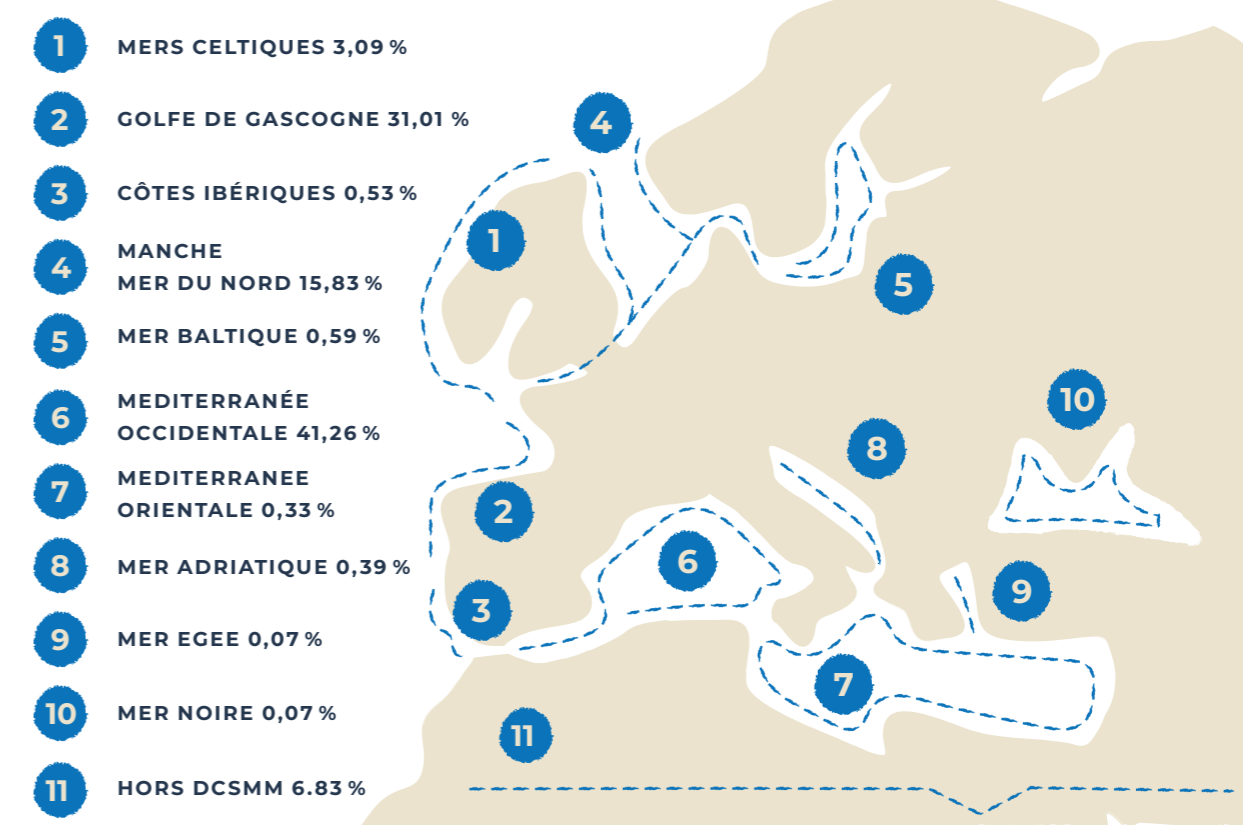 1 MERS CELTIQUES 3,09 %
2 GOLFE DE GASCOGNE 31,01 %
3 CÔTES IBÉRIQUES 0,53 %
4 MANCHE
MER DU NORD 15,83 %
5 MER BALTIQUE 0,59 %
6 MEDITERRANÉE
OCCIDENTALE 41,26 %
7 MEDITERRANEE
ORIENTALE 0,33 %
8 MER ADRIATIQUE 0,39 %
9 MER EGEE 0,07 %
10 MER NOIRE 0,07 %
11 HORS DCSMM 6.83 %
4
1
5
10
8
2
6
9
3
7
11